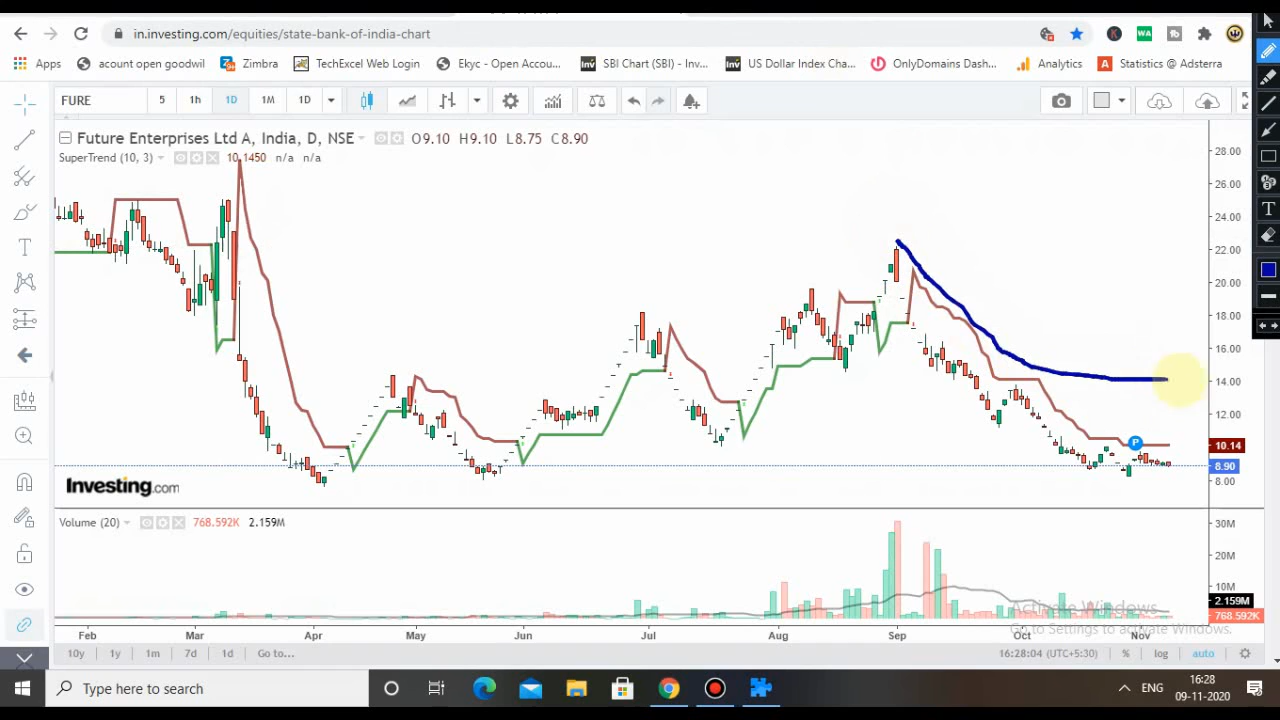 in.investing.com/equities/state-bank-of-india-chart
Apps acount open goodwil Zimbra TechExcel Web Login Ekyc - Open Accou... SBI Chart (SBI) - Inv... US Dollar Index Cha... OnlyDomains Dash... Analytics Statistics @ Adsterra
FURE 5 1h 1D 1M 1D
Future Enterprises Ltd A, India, D, NSE O9.10 H9.10 L8.75 C8.90
SuperTrend (10, 3) 10.1450 n/a n/a
28.00
26.00
24.00
22.00
20.00
18.00
16.00
14.00
12.00
P
10.14
8.90
8.00
Investing.com
Volume (20) 768.592K 2.159M
30M
20M
10M
2.159M
768.592K
Activate Windows
Go to Settings to activate Windows.
Feb Mar Apr May Jun Jul Aug Sep Oct Nov
10y 1y 1m 7d 1d Go to... 16:28:04 (UTC+5:30) % log auto
Type here to search ENG 16:28
09-11-2020